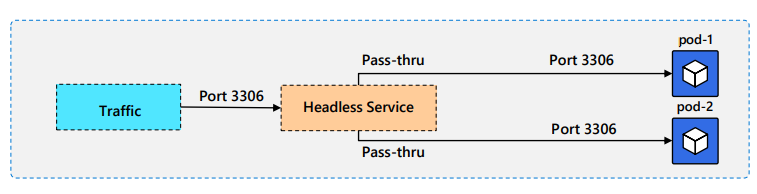 pod-1
Pass-thru
Port 3306
Port 3306
Traffic
Headless Service
pod-2
Port 3306
Pass-thru